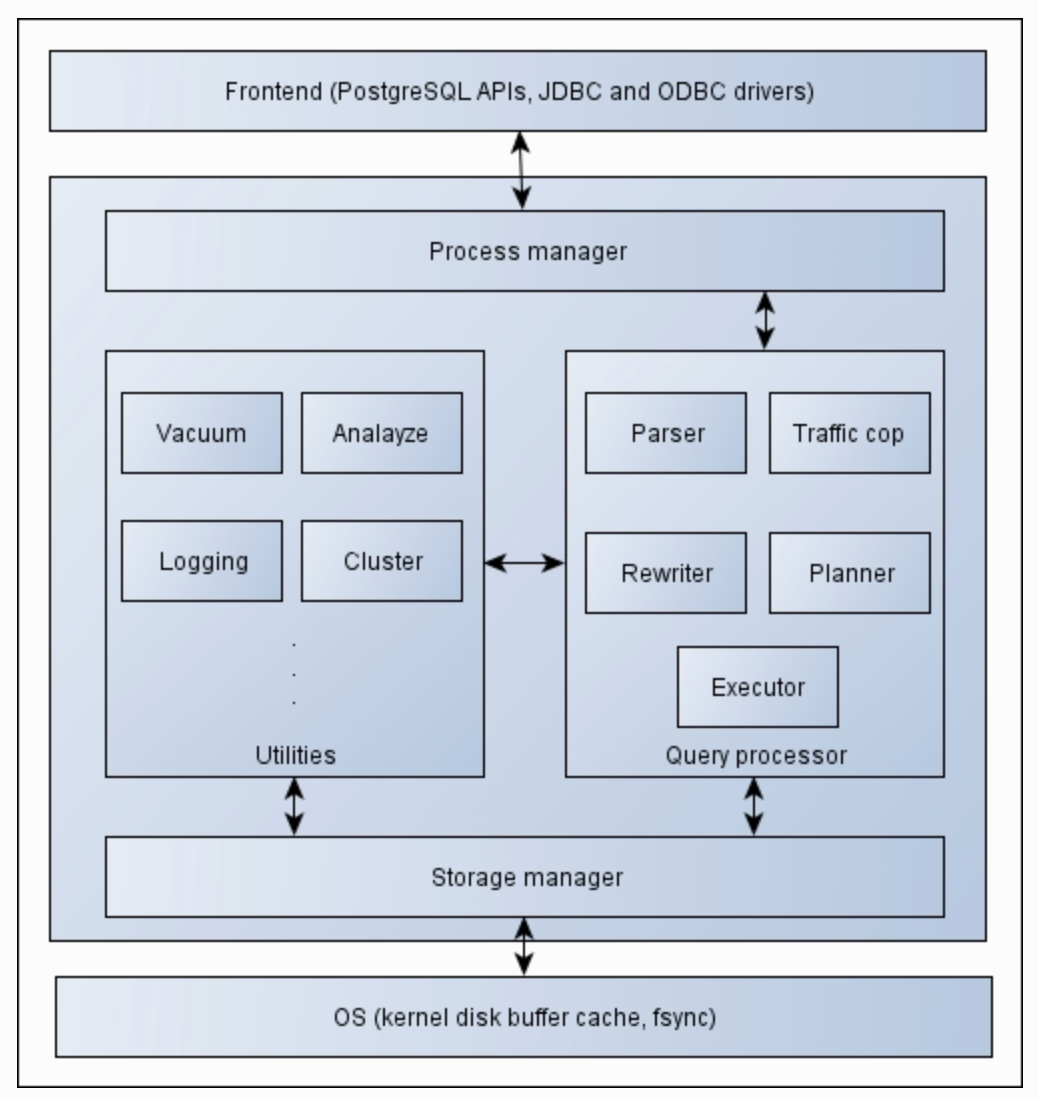 Frontend (PostgreSQL APIs, JDBC and ODBC drivers)
Process manager
Vacuum
Analayze
Logging
Cluster
.
.
.
Utilities
Parser
Traffic cop
Rewriter
Planner
Executor
Query processor
Storage manager
OS (kernel disk buffer cache, fsync)